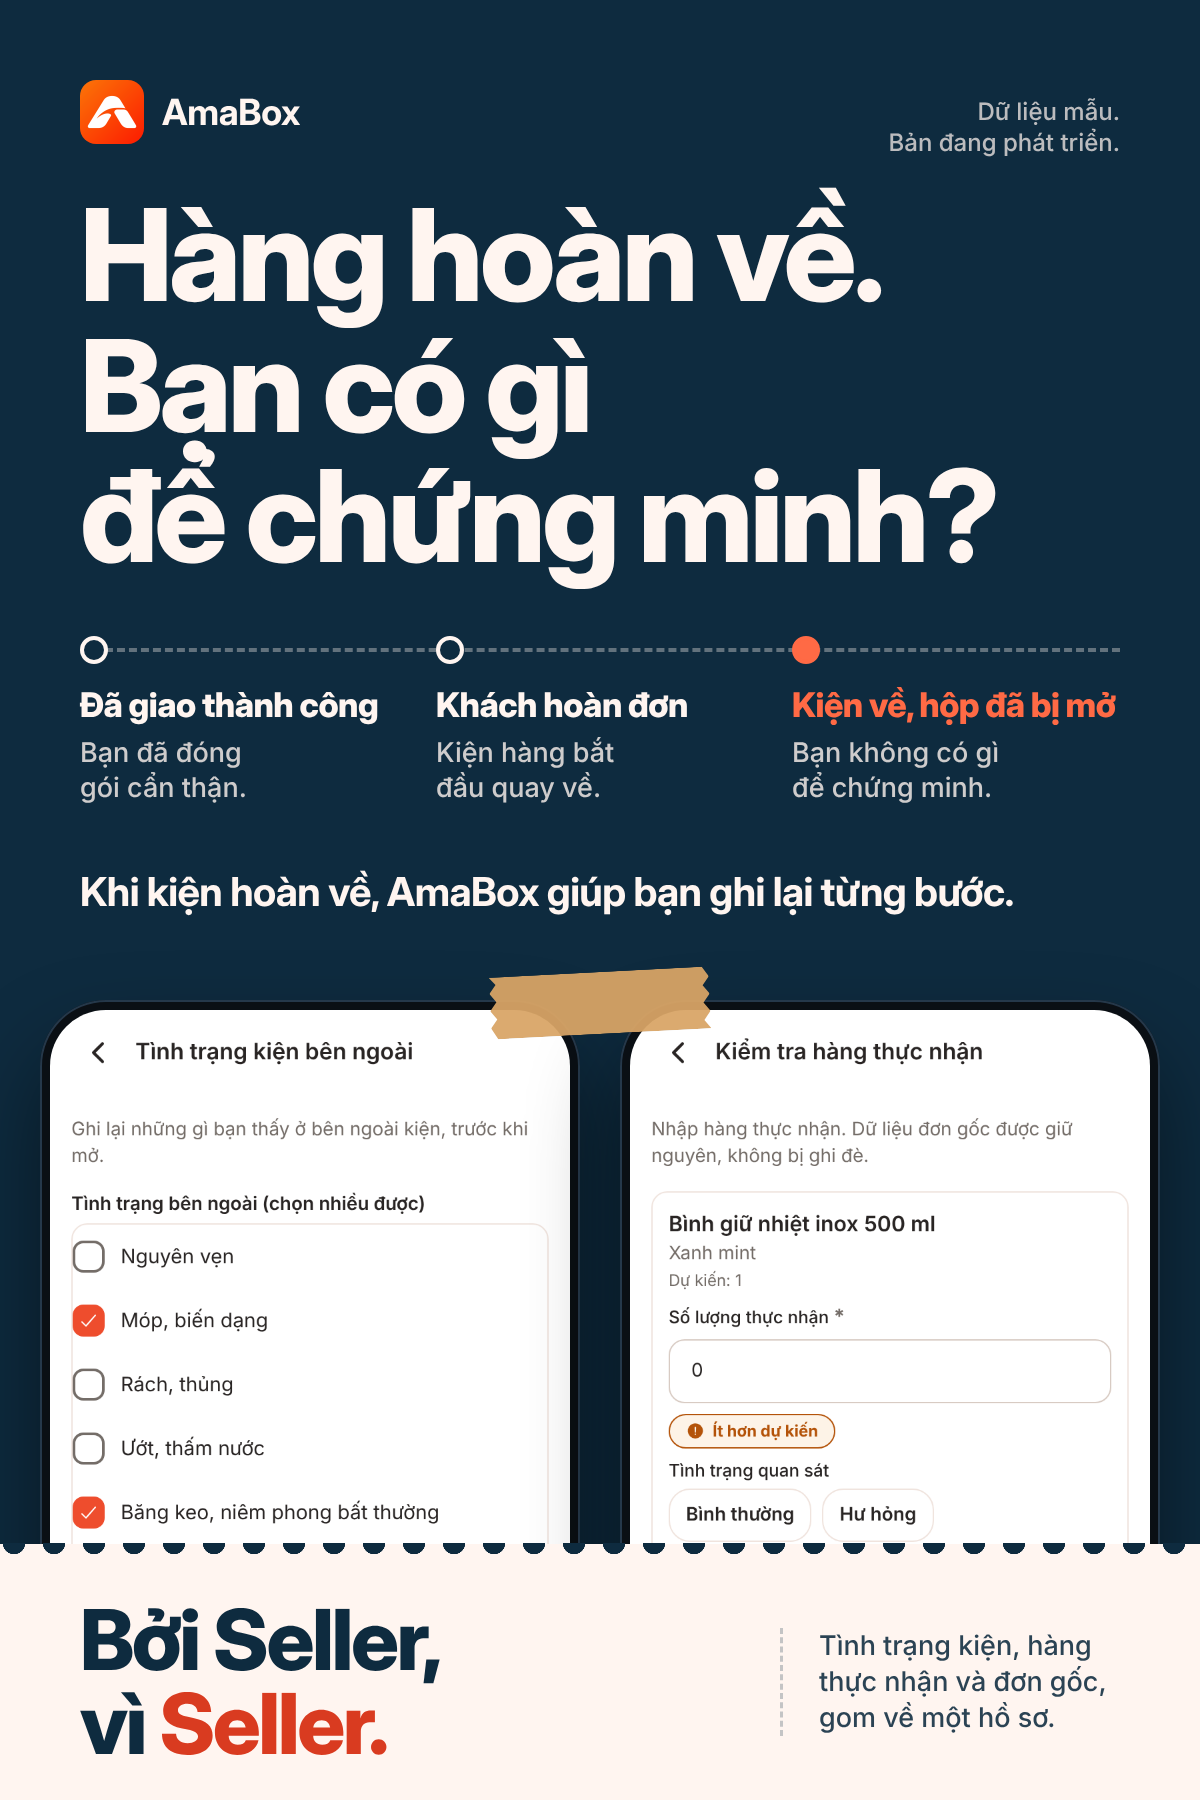 AmaBox
Dữ liệu mẫu.
Bản đang phát triển.
Hàng hoàn về.
Bạn có gì
để chứng minh?
Đã giao thành công
Bạn đã đóng
gói cẩn thận.
Khách hoàn đơn
Kiện hàng bắt
đầu quay về.
Kiện về, hộp đã bị mở
Bạn không có gì
để chứng minh.
Khi kiện hoàn về, AmaBox giúp bạn ghi lại từng bước.
Tình trạng kiện bên ngoài
Ghi lại những gì bạn thấy ở bên ngoài kiện, trước khi
mở.
Tình trạng bên ngoài (chọn nhiều được)
Nguyên vẹn
Móp, biến dạng
Rách, thủng
Ướt, thấm nước
Băng keo, niêm phong bất thường
Kiểm tra hàng thực nhận
Nhập hàng thực nhận. Dữ liệu đơn gốc được giữ
nguyên, không bị ghi đè.
Bình giữ nhiệt inox 500 ml
Xanh mint
Dự kiến: 1
Số lượng thực nhận *
0
Ít hơn dự kiến
Tình trạng quan sát
Bình thường
Hư hỏng
Bởi Seller,
vì Seller.
Tình trạng kiện, hàng
thực nhận và đơn gốc,
gom về một hồ sơ.